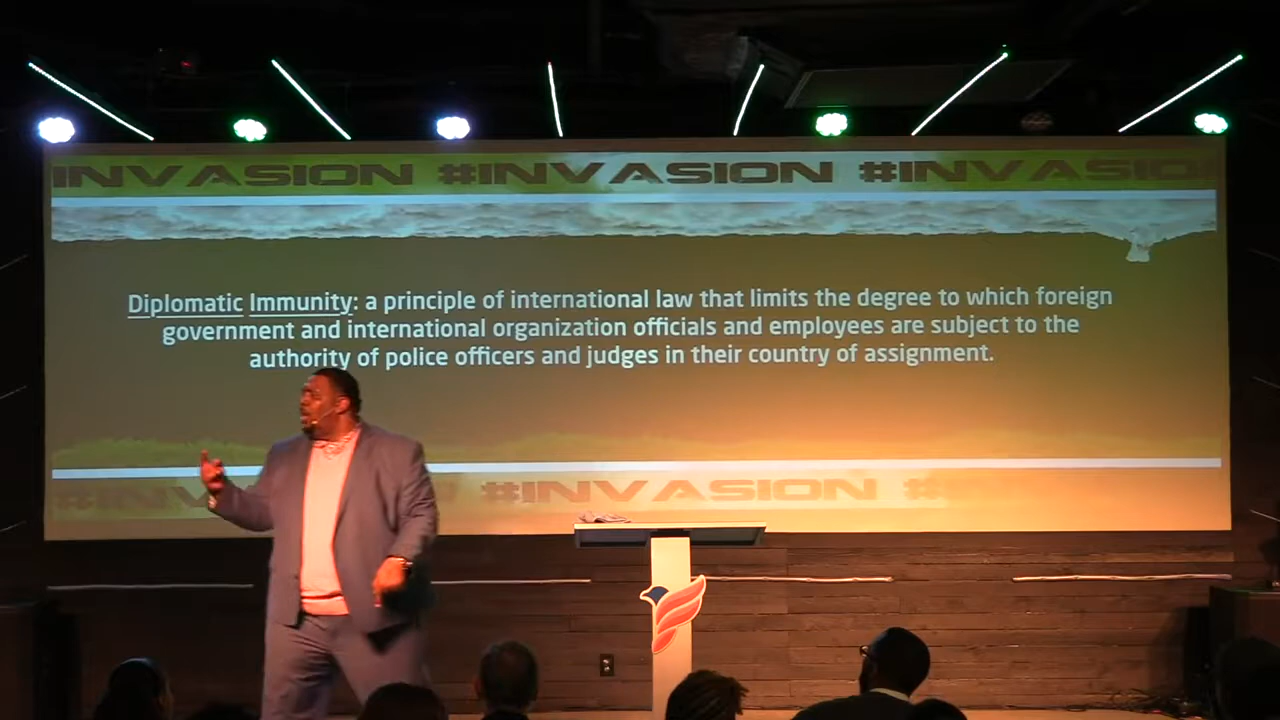 INVASION #INVASION #INVASIO
Diplomatic Immunity: a principle of international law that limits the degree to which foreign
government and international organization officials and employees are subject to the
authority of police officers and judges in their country of assignment.
#INV #INVASION #